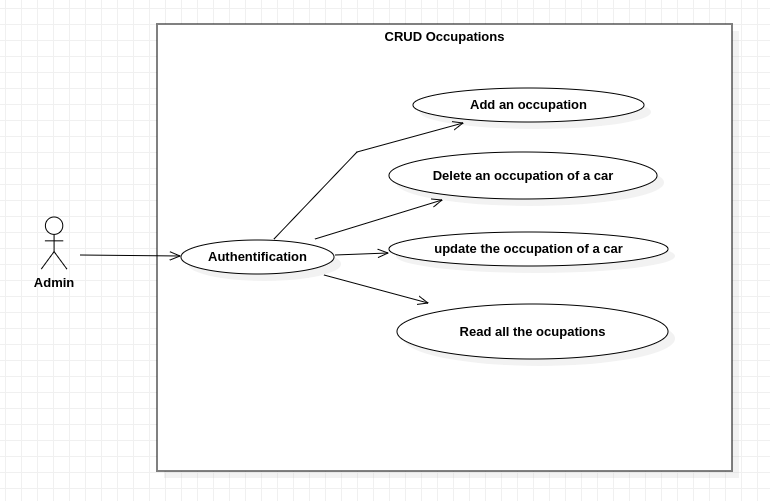 CRUD Occupations
Add an occupation
Delete an occupation of a car
update the occupation of a car
Authentification
Admin
Read all the ocupations